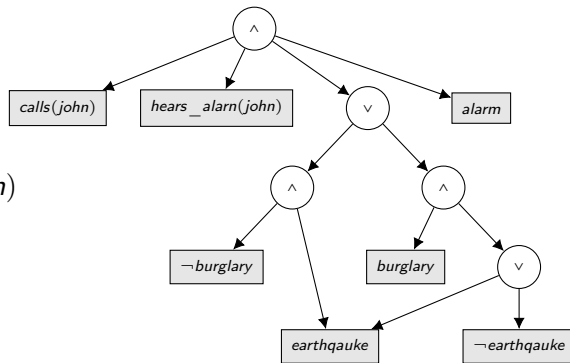 ∧
calls(john)
hears_alarn(john)
∨
alarm
n)
∧
∧
¬burglary
burglary
∨
earthqauke
¬earthqauke